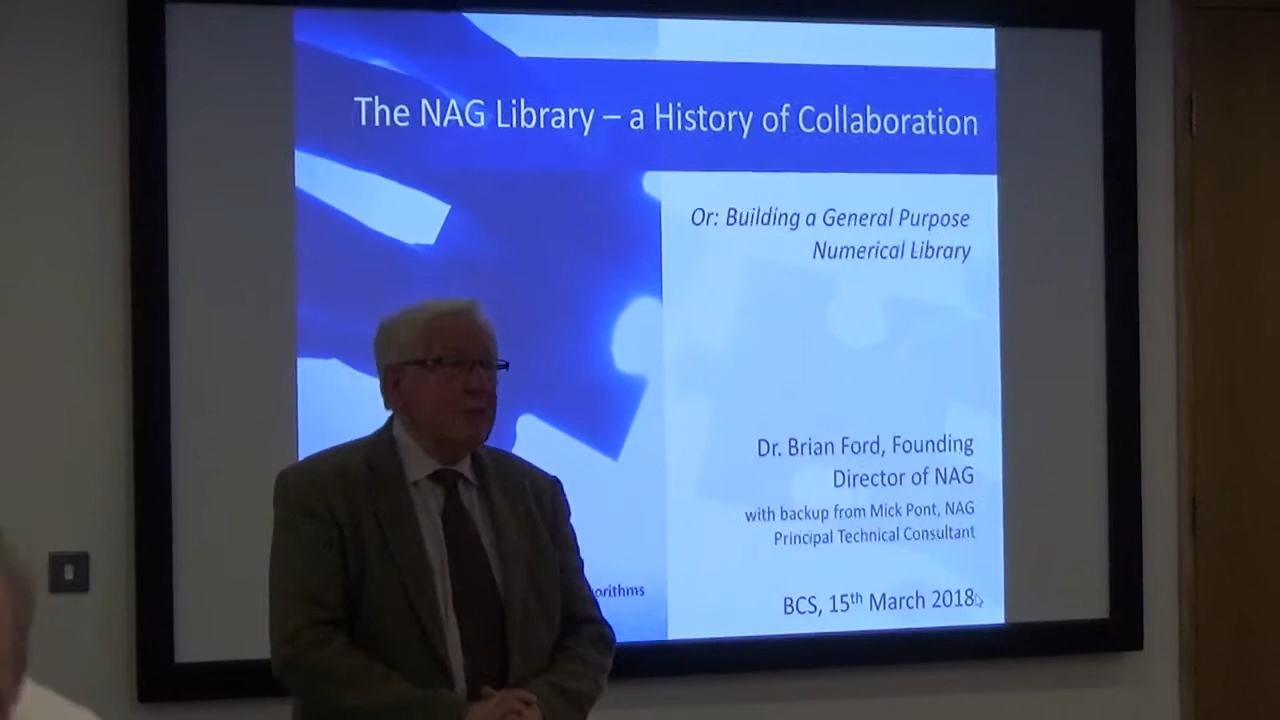 The NAG Library – a History of Collaboration
Or: Building a General Purpose
Numerical Library
Dr. Brian Ford, Founding
Director of NAG
with backup from Mick Pont, NAG
Principal Technical Consultant
orithms
BCS, 15th March 2018